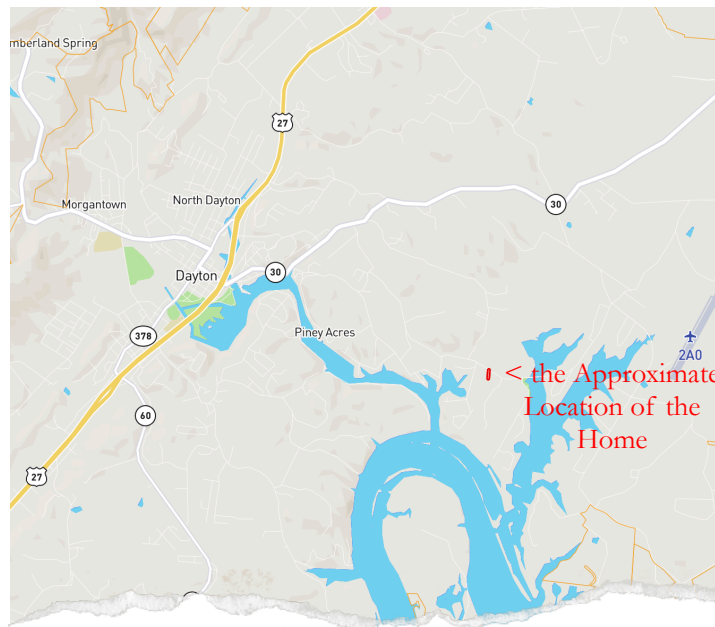 mberland Spring
27
Morgantown
North Dayton
30
Dayton
30
378
Piney Acres
2A0
< the Approximate
Location of the
Home
60
27